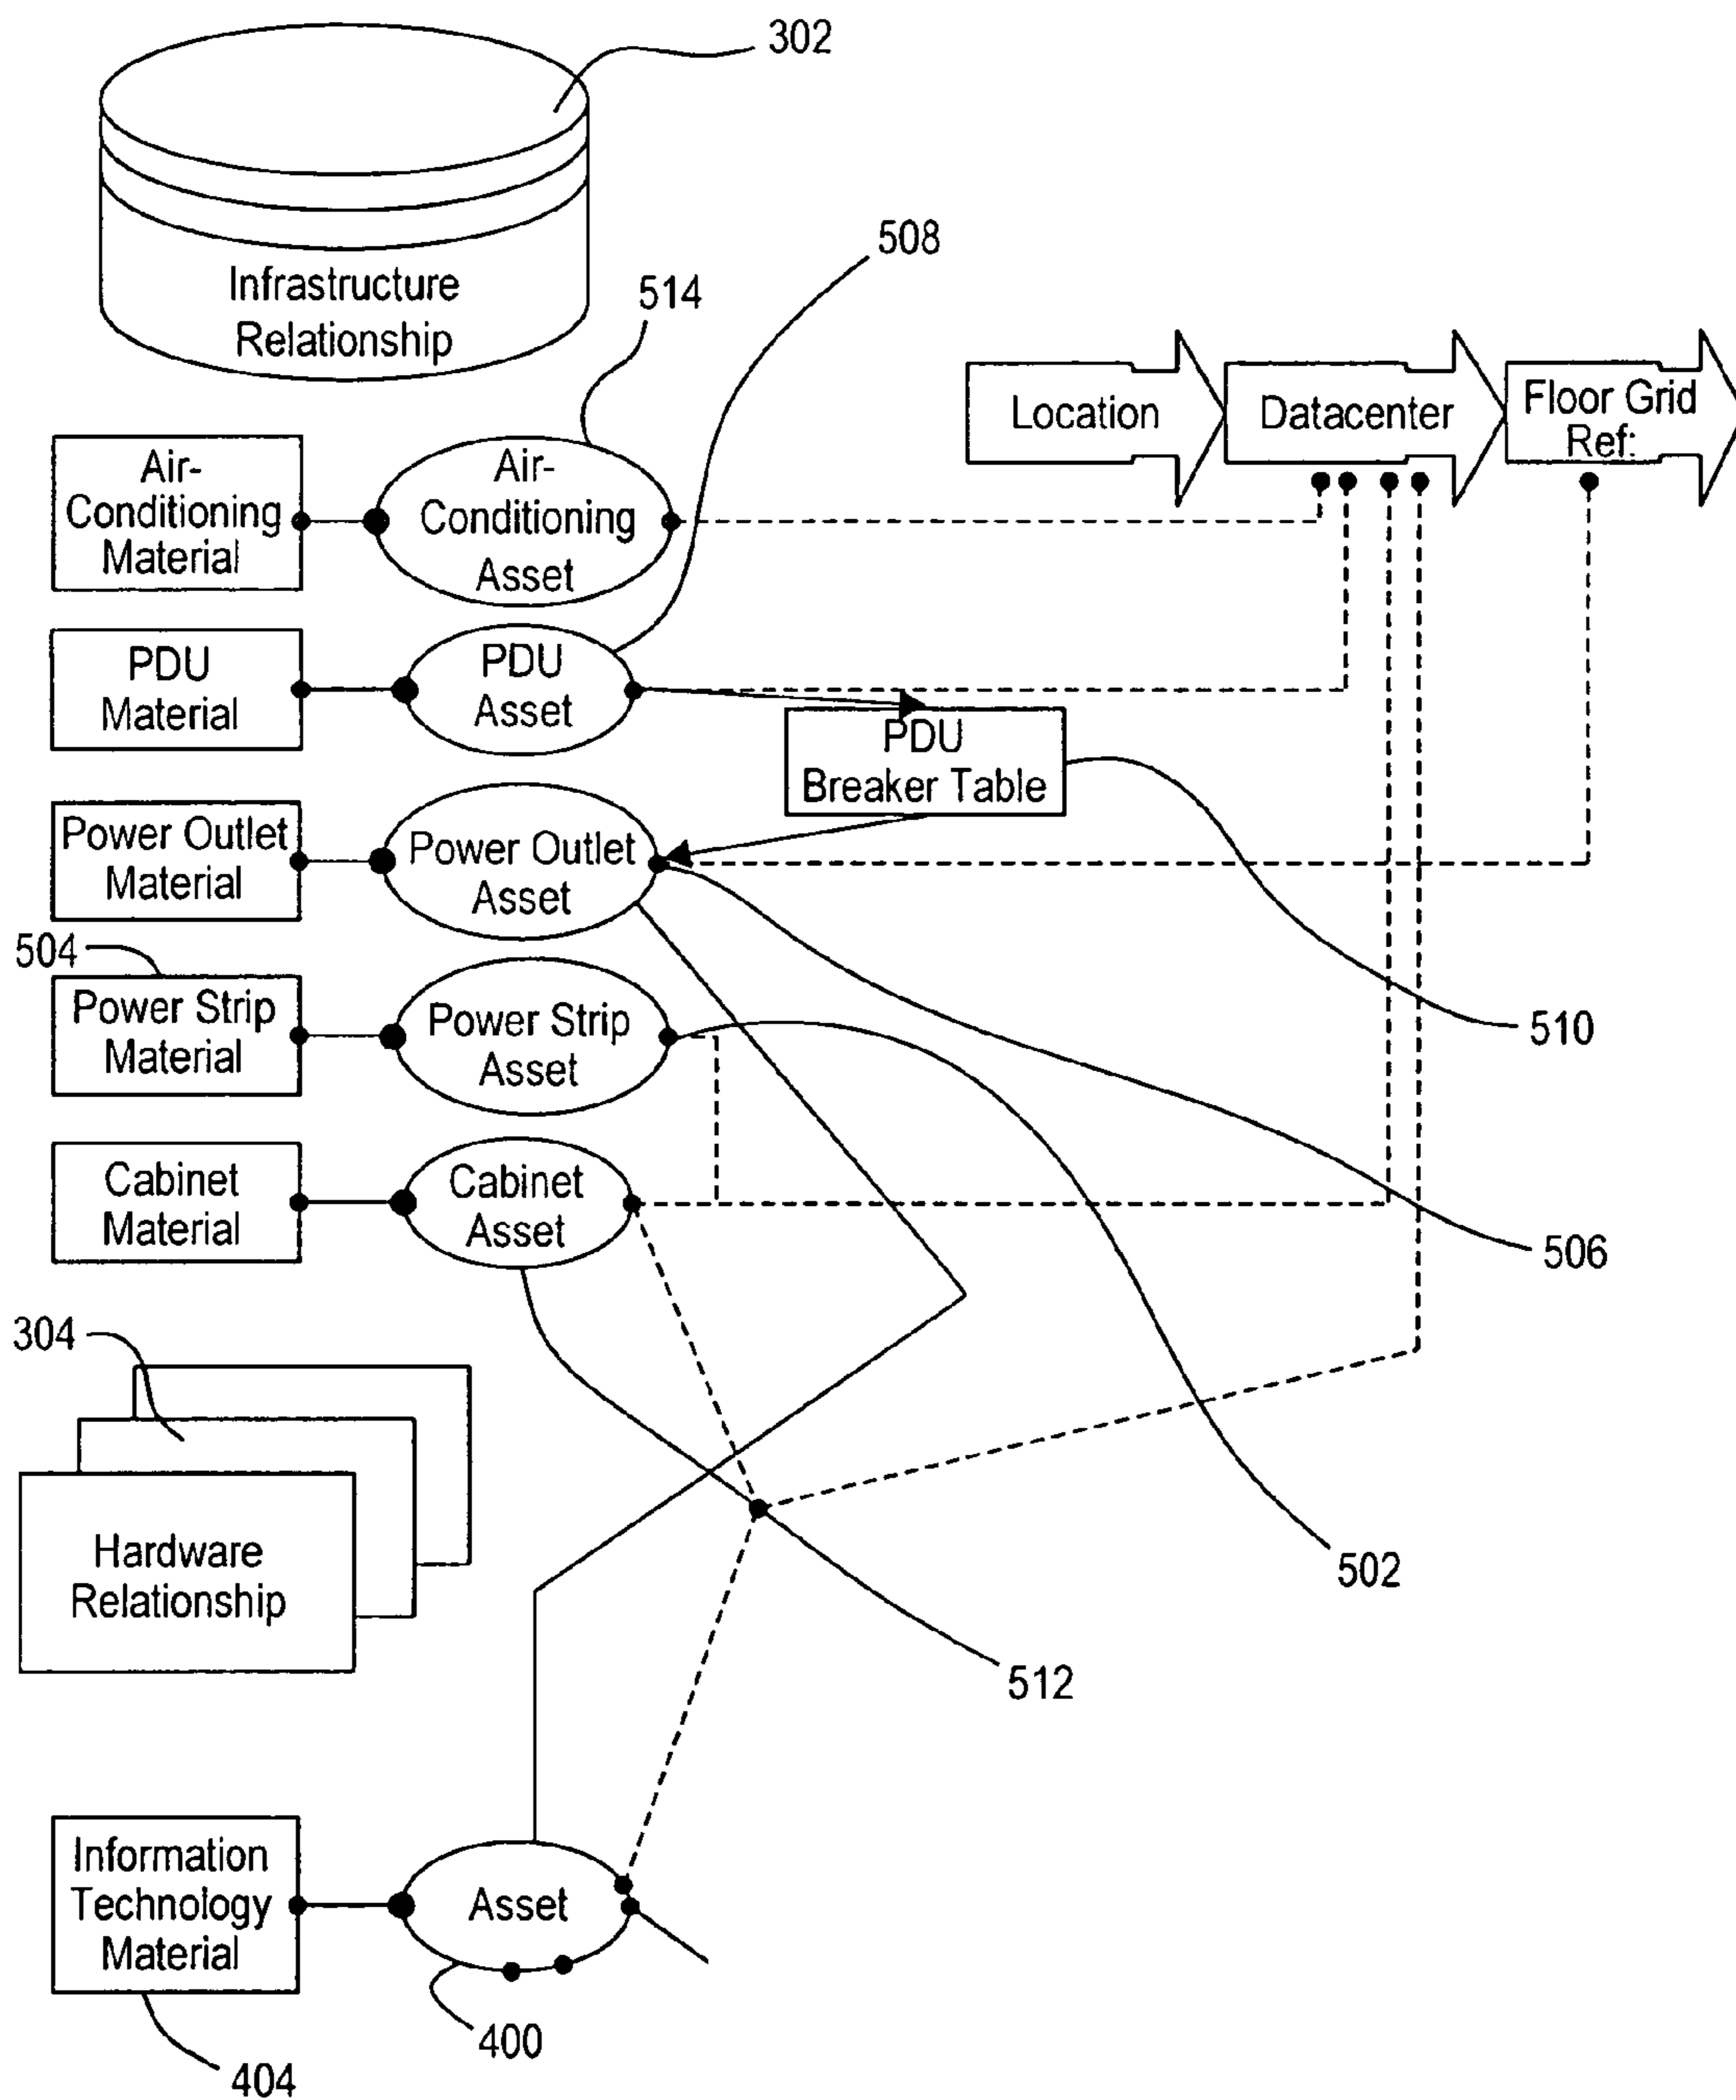 302
Infrastructure
Relationship
508
514
Location
Datacenter
Floor Grid
Ref:
Air-
Conditioning
Material
Air-
Conditioning
Asset
PDU
Material
PDU
Asset
PDU
Breaker Table
Power Outlet
Material
Power Outlet
Asset
504
Power Strip
Material
Power Strip
Asset
510
Cabinet
Material
Cabinet
Asset
506
304
Hardware
Relationship
502
512
Information
Technology
Material
Asset
400
404